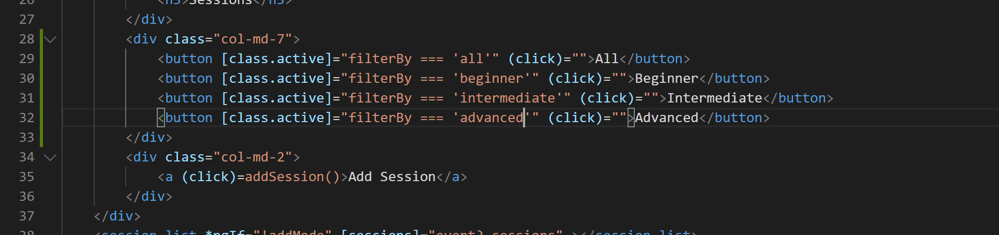 26 <h3>Sessions</h3>
27 </div>
28 <div class="col-md-7">
29 <button [class.active]="filterBy === 'all'" (click)="">All</button>
30 <button [class.active]="filterBy === 'beginner'" (click)="">Beginner</button>
31 <button [class.active]="filterBy === 'intermediate'" (click)="">Intermediate</button>
32 <button [class.active]="filterBy === 'advanced'" (click)="">Advanced</button>
33 </div>
34 <div class="col-md-2">
35 <a (click)=addSession()>Add Session</a>
36 </div>
37 </div>
38 <session-list *ngIf="!addMode" [sessions]="event?.sessions" ></session-list>